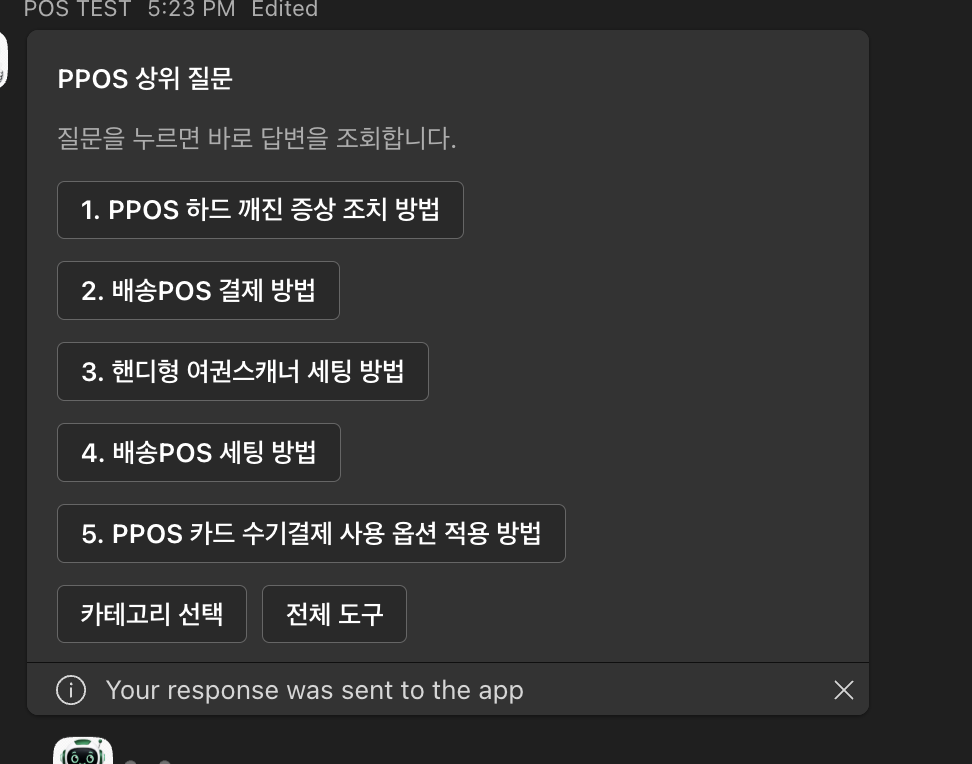 POS TEST 5:23 PM Edited
PPOS 상위 질문
질문을 누르면 바로 답변을 조회합니다.
1. PPOS 하드 깨진 증상 조치 방법
2. 배송POS 결제 방법
3. 핸디형 여권스캐너 세팅 방법
4. 배송POS 세팅 방법
5. PPOS 카드 수기결제 사용 옵션 적용 방법
카테고리 선택 전체 도구
Your response was sent to the app